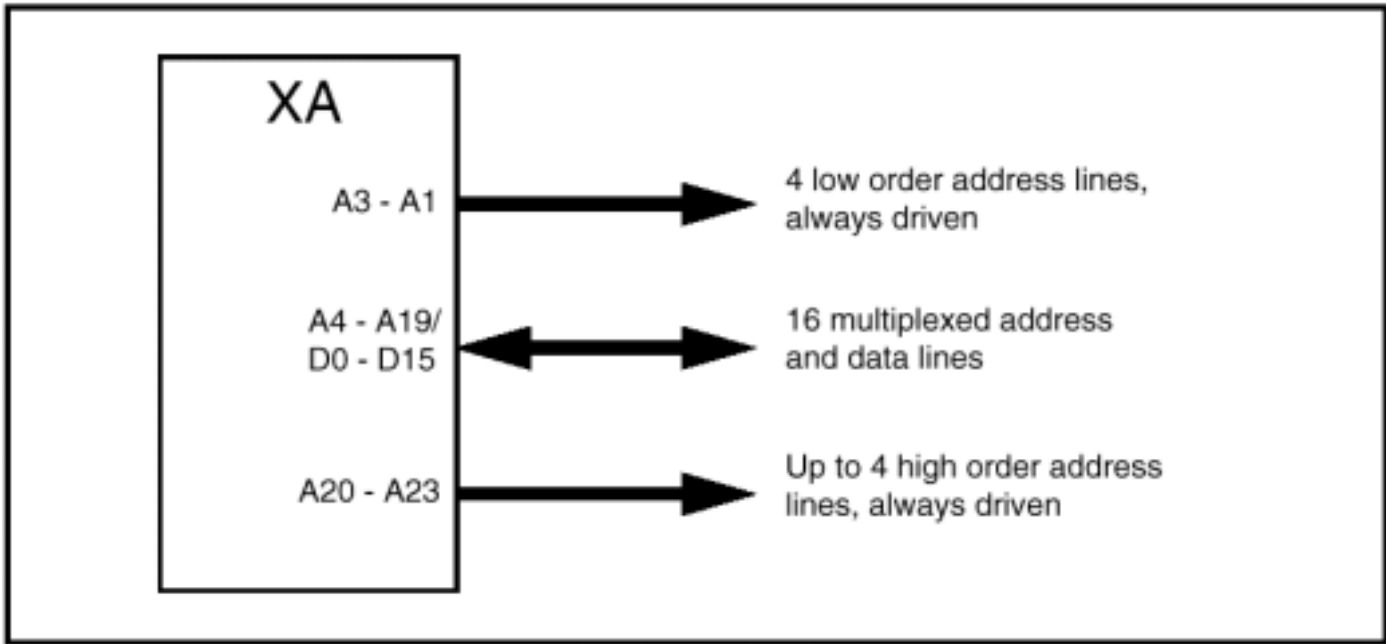 XA
A3 - A1
4 low order address lines,
always driven
A4 - A19/
D0 - D15
16 multiplexed address
and data lines
A20 - A23
Up to 4 high order address
lines, always driven